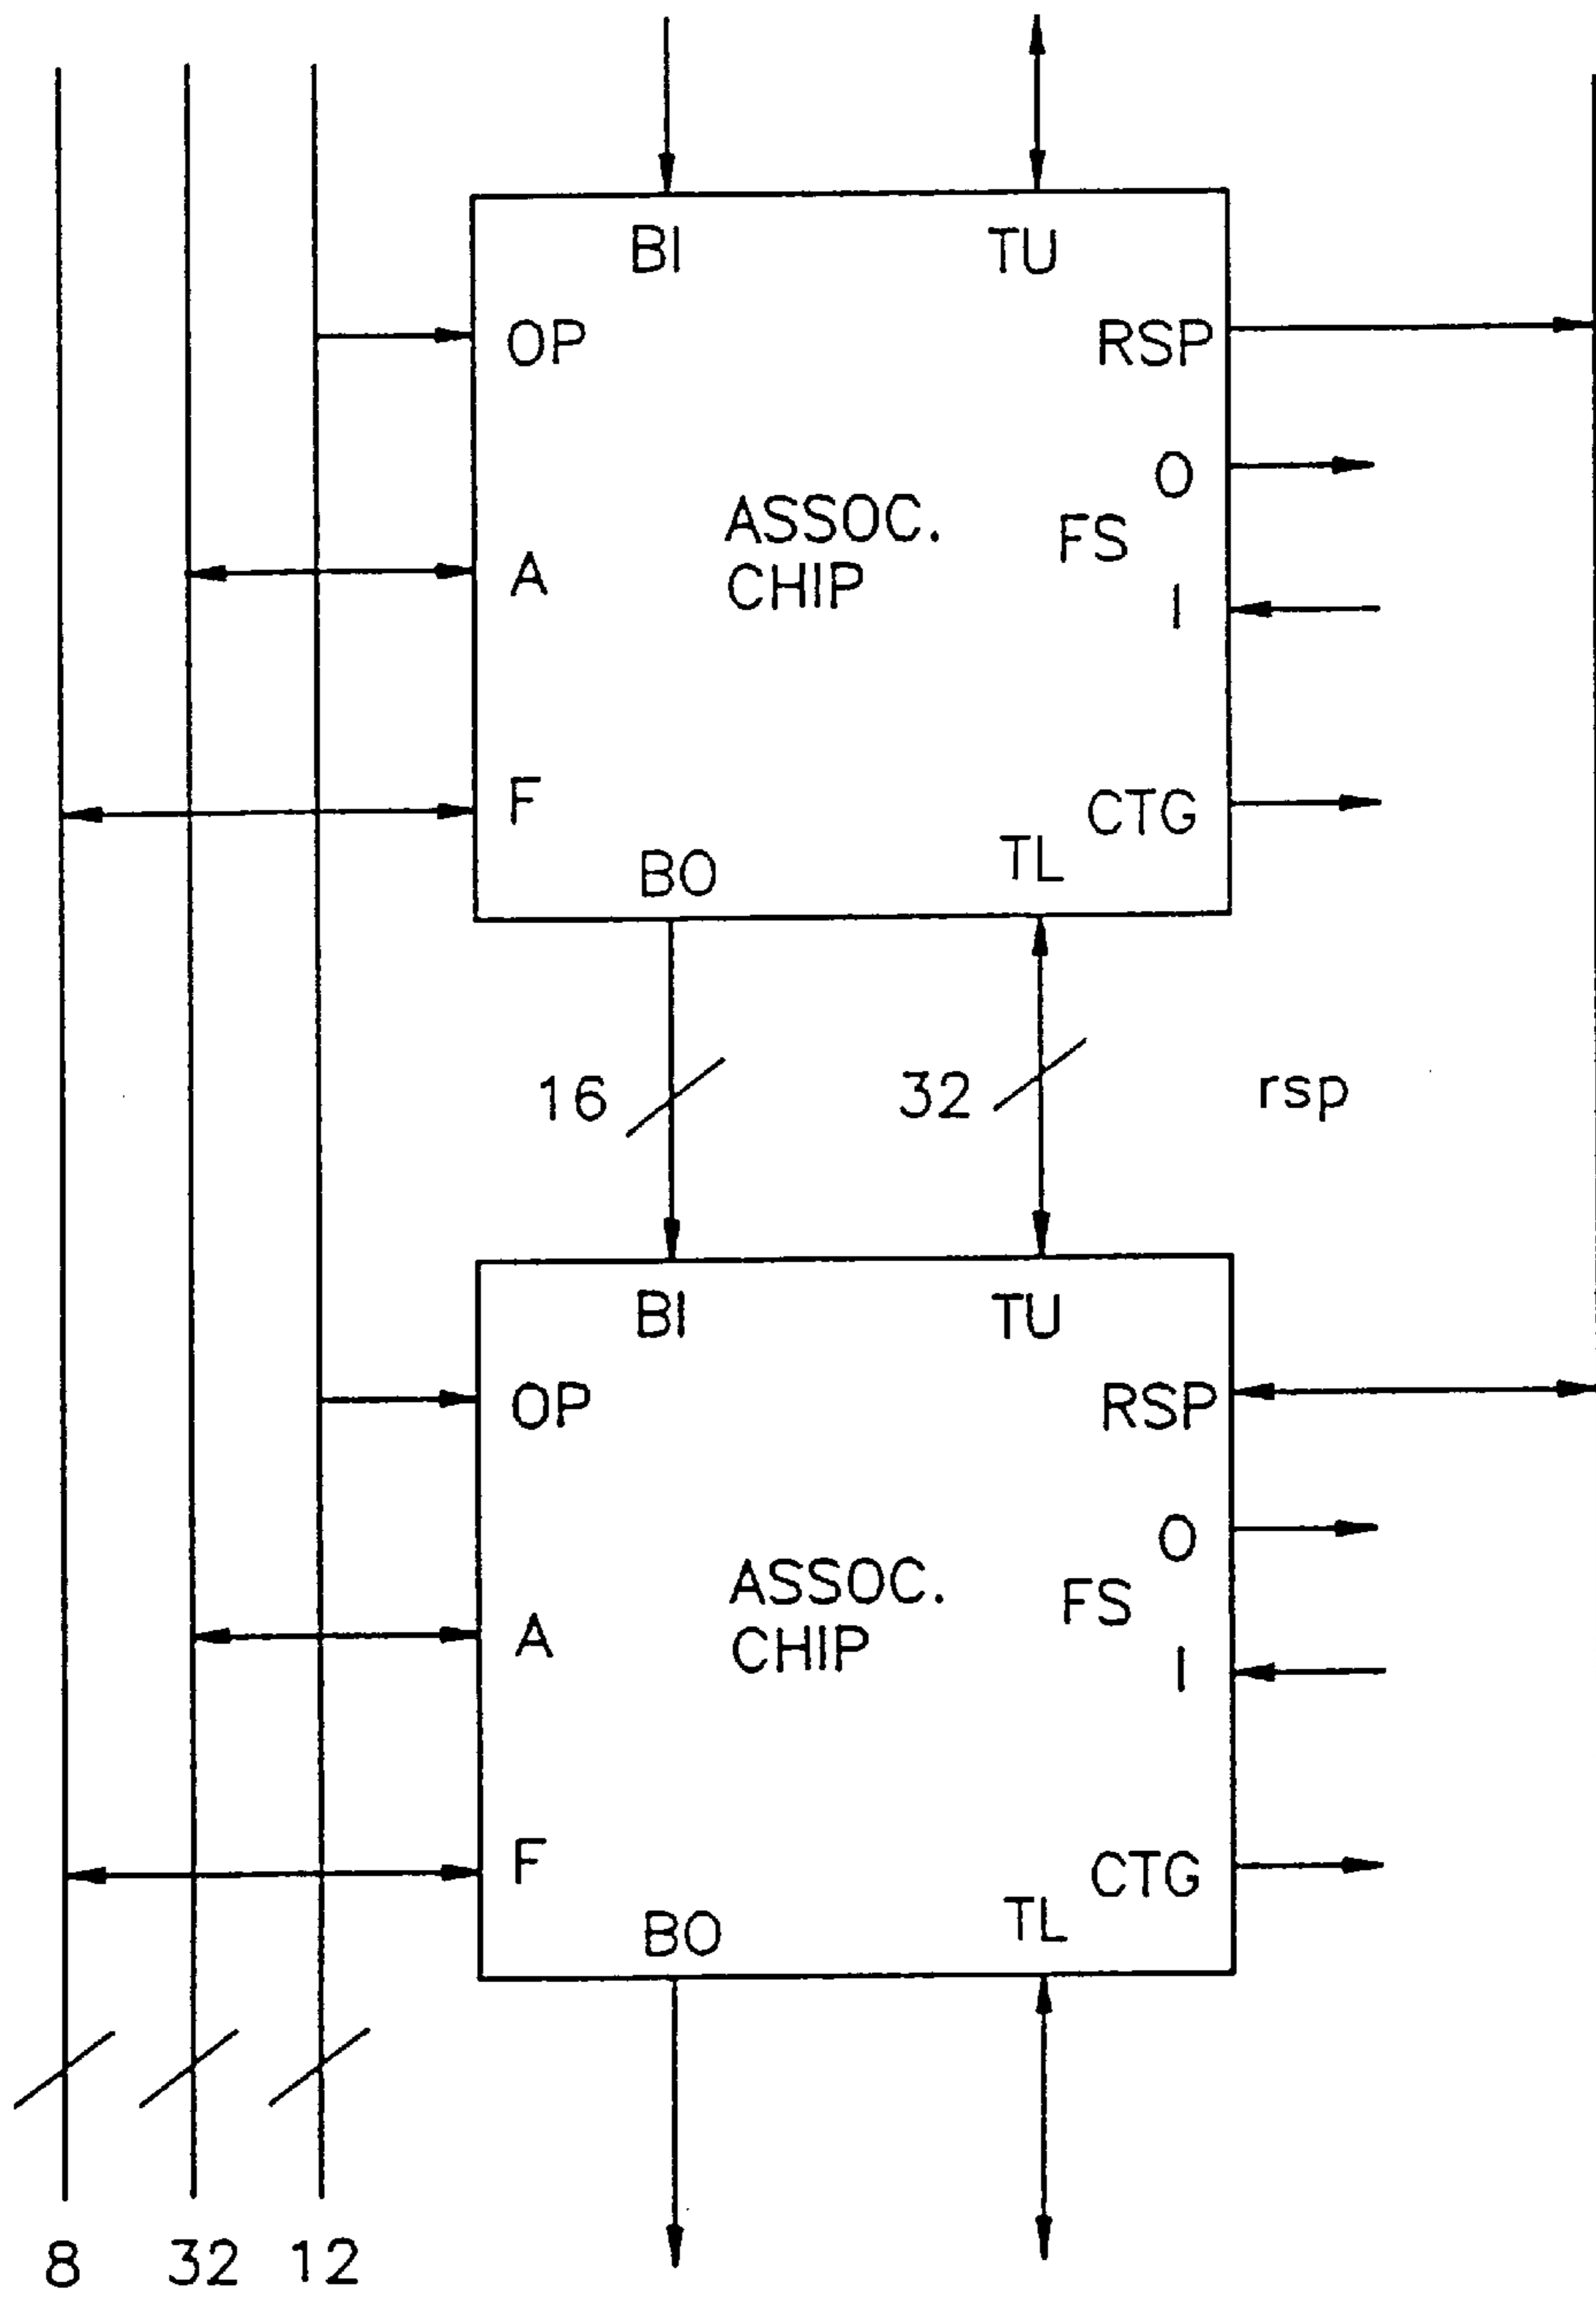 BI
TU
OP
RSP
O
ASSOC.
CHIP
FS
A
I
F
CTG
BO
TL
16
32
rsp
BI
TU
OP
RSP
O
ASSOC.
CHIP
FS
A
I
F
CTG
BO
TL
8
32
12